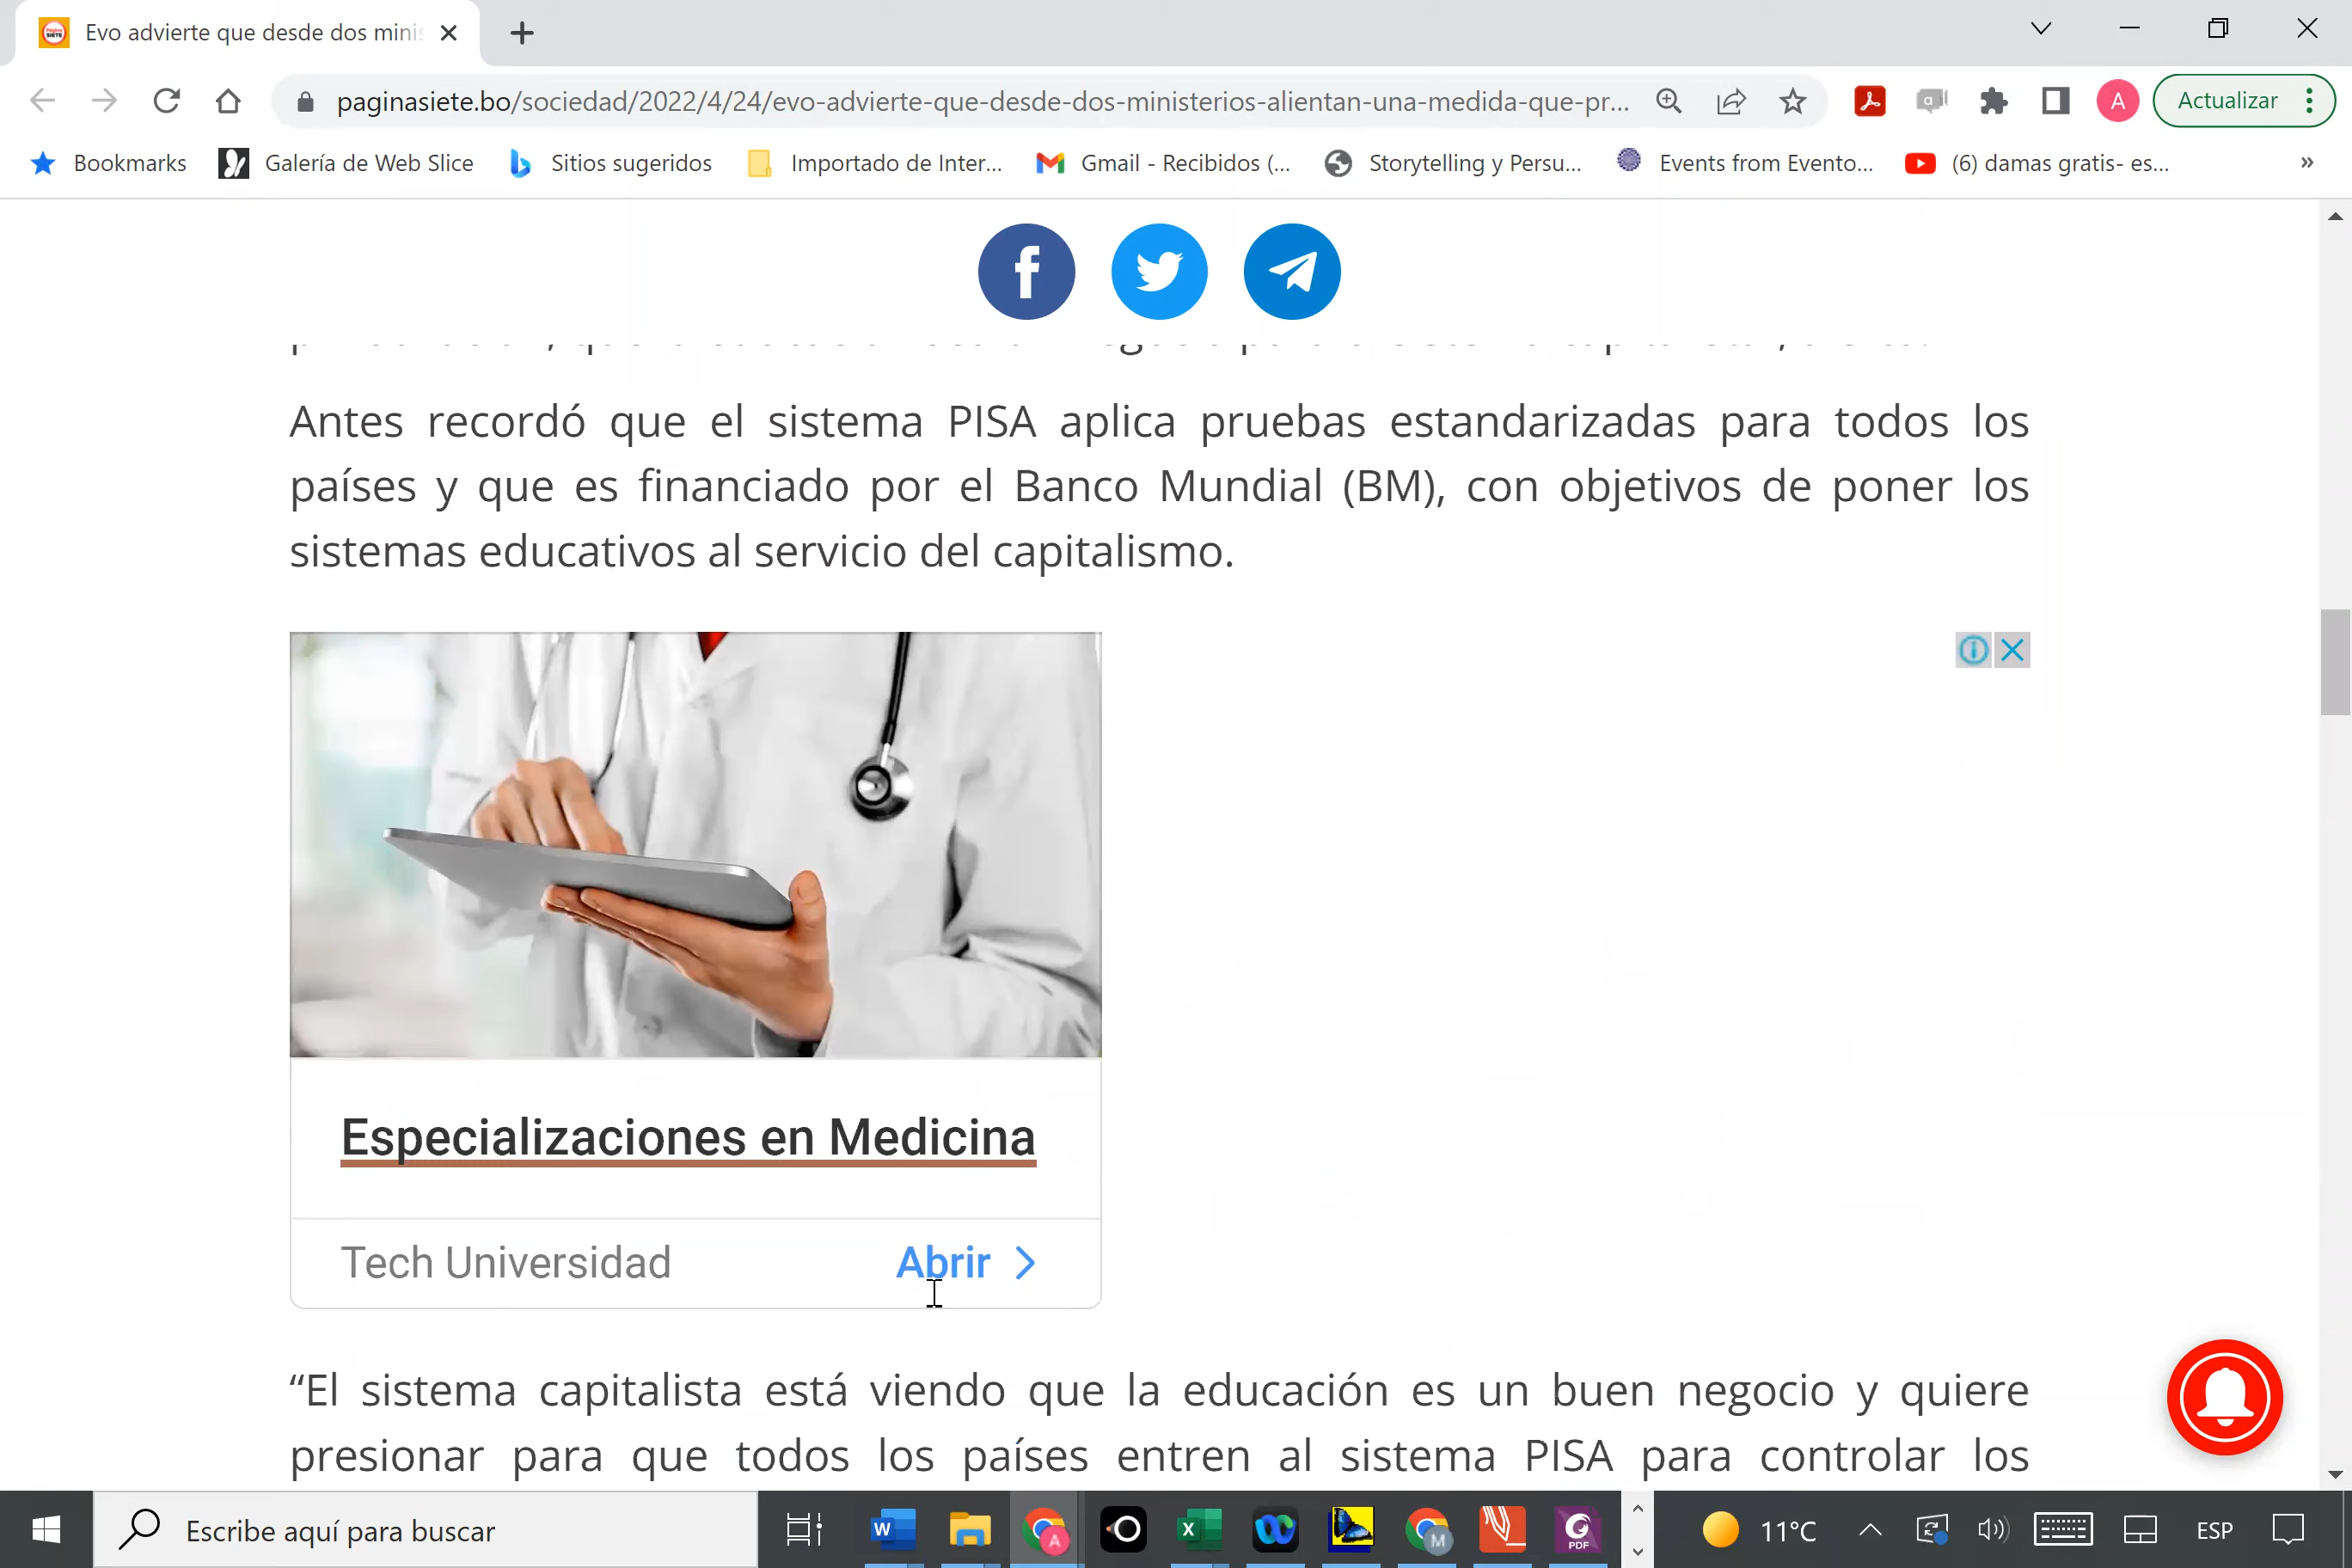 Evo advierte que desde dos minis
paginasiete.bo/sociedad/2022/4/24/evo-advierte-que-desde-dos-ministerios-alientan-una-medida-que-pr...
A
Actualizar
Bookmarks
Galería de Web Slice
Sitios sugeridos
Importado de Inter...
Gmail - Recibidos (...
Storytelling y Persu...
Events from Evento...
(6) damas gratis- es...
»
Antes recordó que el sistema PISA aplica pruebas estandarizadas para todos los
países y que es financiado por el Banco Mundial (BM), con objetivos de poner los
sistemas educativos al servicio del capitalismo.
Especializaciones en Medicina
Tech Universidad
Abrir
“El sistema capitalista está viendo que la educación es un buen negocio y quiere
presionar para que todos los países entren al sistema PISA para controlar los
Escribe aquí para buscar
11°C
ESP